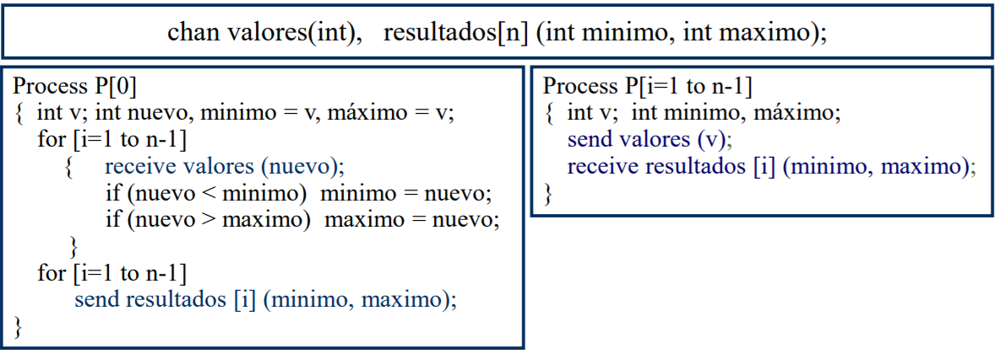 chan valores(int), resultados[n] (int minimo, int maximo);
Process P[0]
{ int v; int nuevo, minimo = v, máximo = v;
for [i=1 to n-1]
{ receive valores (nuevo);
if (nuevo < minimo) minimo = nuevo;
if (nuevo > maximo) maximo = nuevo;
}
for [i=1 to n-1]
send resultados [i] (minimo, maximo);
}
Process P[i=1 to n-1]
{ int v; int minimo, máximo;
send valores (v);
receive resultados [i] (minimo, maximo);
}